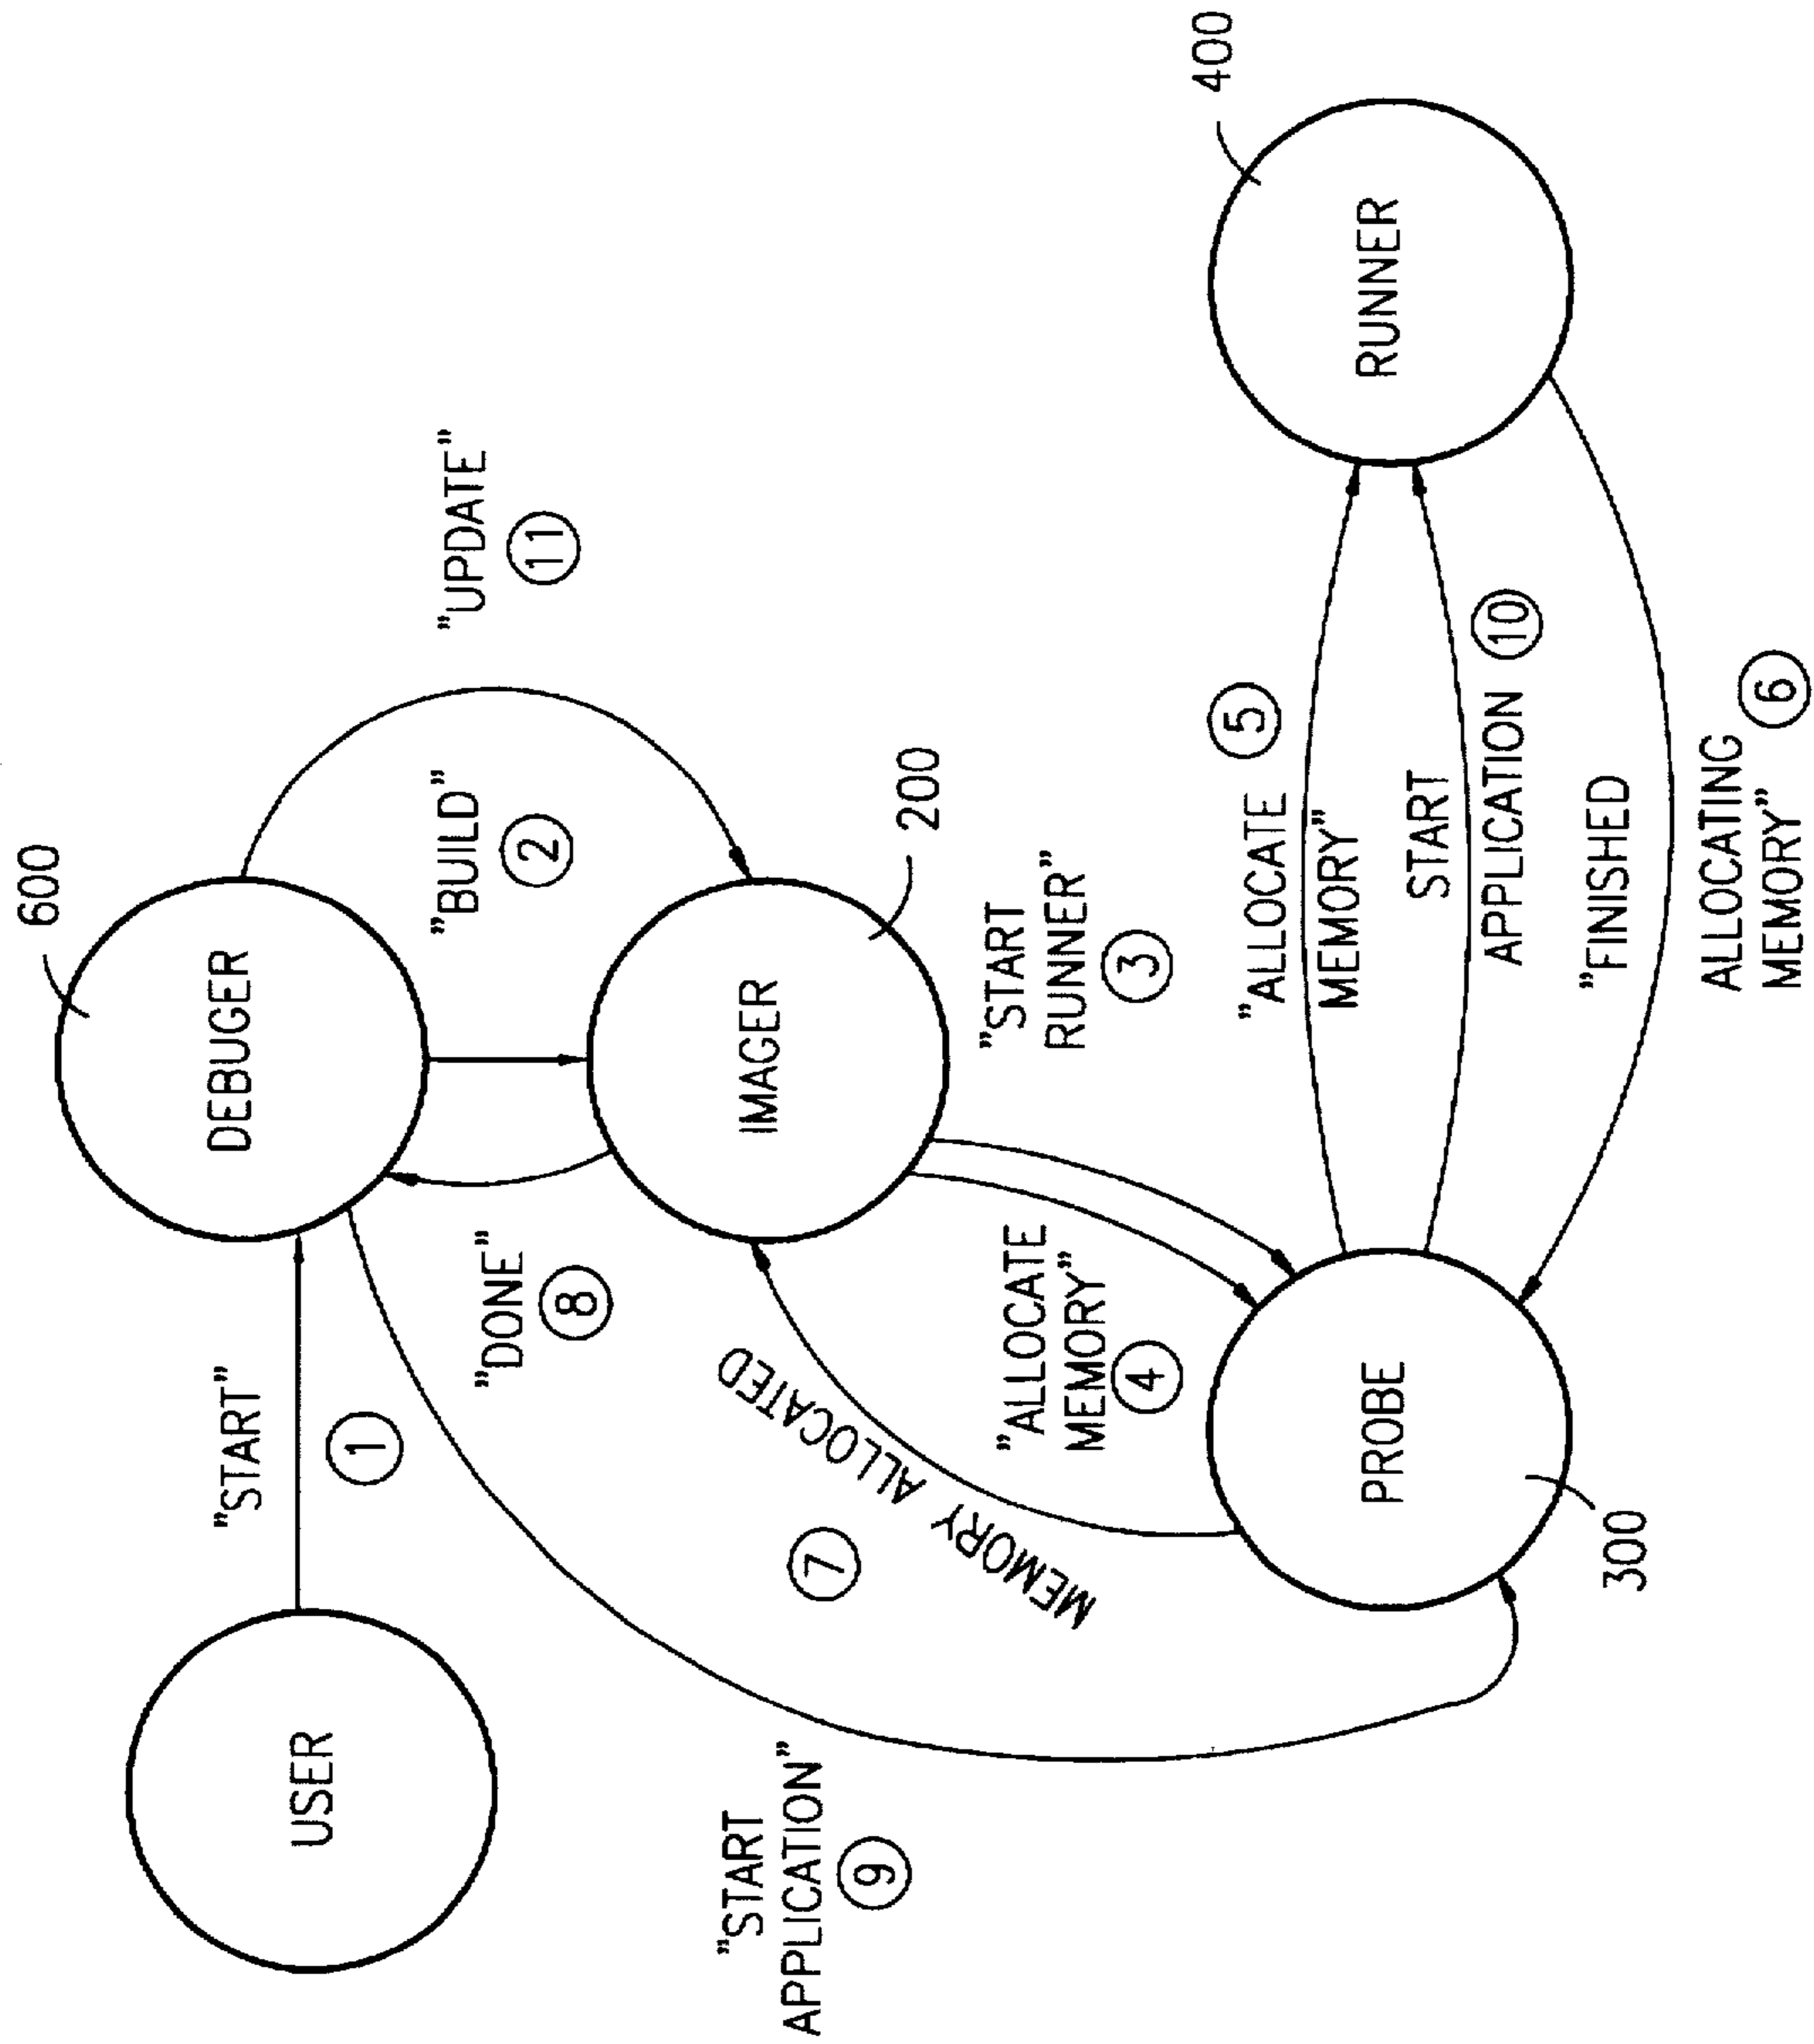 600
DEBUGER
"UPDATE"
11
"BUILD"
2
USER
"START"
1
"DONE"
8
IMAGER
200
"START
RUNNER"
3
"START
APPLICATION"
9
7
MEMORY ALLOCATED
"ALLOCATE
MEMORY"
4
PROBE
300
"ALLOCATE
MEMORY"
5
START
APPLICATION 10
"FINISHED
ALLOCATING
MEMORY"
6
RUNNER
400